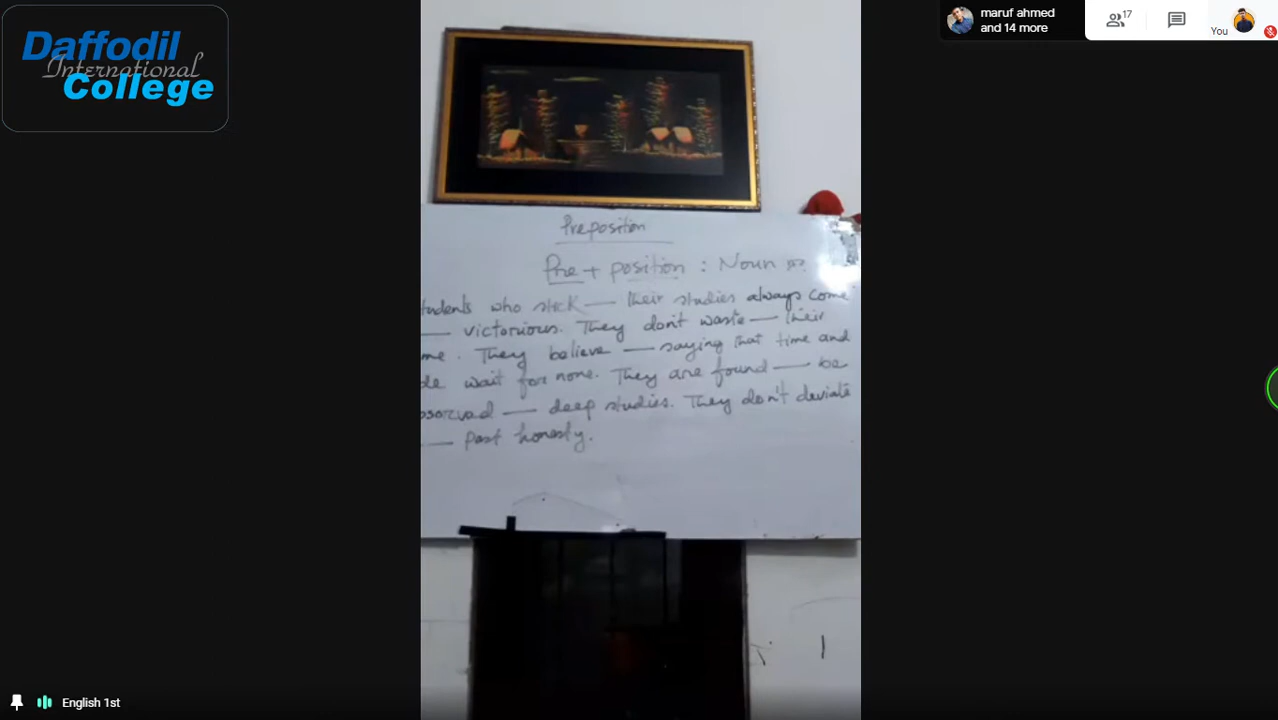 Daffodil
International
College
maruf ahmed
and 14 more
17
You
Preposition
Pre + position : Noun or
tudents who stick — their studies always come
— victorious. They don't waste — their
me. They believe — saying that time and
de wait for none. They are found — be
bsorved — deep studies. They don't deviate
— past honesty.
English 1st